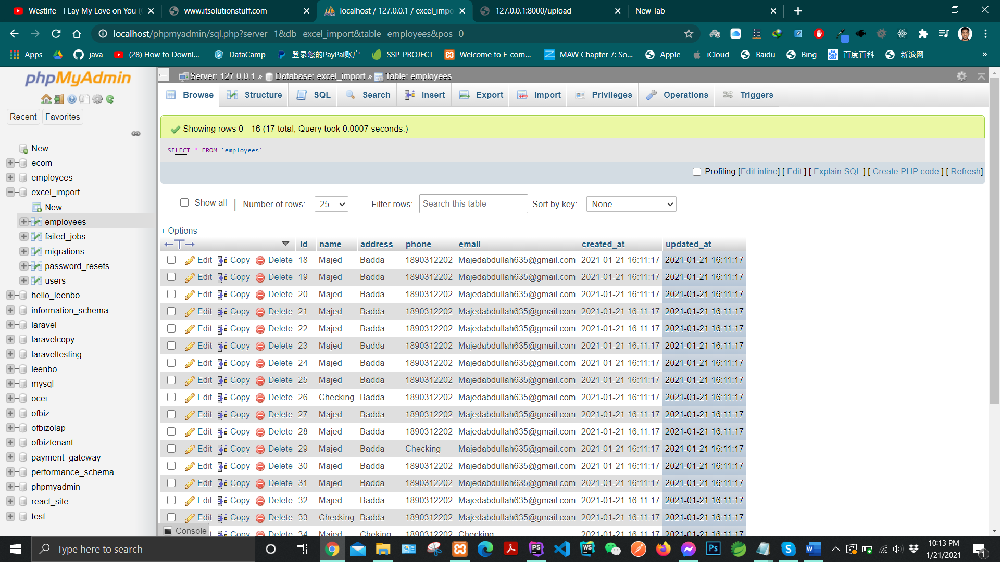 Westlife - I Lay My Love on You (
www.itsolutionstuff.com
localhost / 127.0.0.1 / excel_impo
127.0.0.1:8000/upload
New Tab
localhost/phpmyadmin/sql.php?server=1&db=excel_import&table=employees&pos=0
Apps
java
(28) How to Downl...
DataCamp
登录您的PayPal账户
SSP_PROJECT
Welcome to E-com...
MAW Chapter 7: So...
Apple
iCloud
Baidu
Bing
百度百科
新浪网
»
phpMyAdmin
Recent
Favorites
New
ecom
employees
excel_import
New
employees
failed_jobs
migrations
password_resets
users
hello_leenbo
information_schema
laravel
laravelcopy
laraveltesting
leenbo
mysql
ocei
ofbiz
ofbizolap
ofbiztenant
payment_gateway
performance_schema
phpmyadmin
react_site
test
Server: 127.0.0.1 » Database: excel_import » Table: employees
Browse Structure SQL Search Insert Export Import Privileges Operations Triggers
Showing rows 0 - 16 (17 total, Query took 0.0007 seconds.)
SELECT * FROM `employees`
Profiling [Edit inline] [ Edit ] [ Explain SQL ] [ Create PHP code ] [ Refresh]
Show all | Number of rows: 25 Filter rows: Search this table Sort by key: None
+ Options
←T→ id name address phone email created_at updated_at
Edit Copy Delete 18 Majed Badda 1890312202 Majedabdullah635@gmail.com 2021-01-21 16:11:17 2021-01-21 16:11:17
Edit Copy Delete 19 Majed Badda 1890312202 Majedabdullah635@gmail.com 2021-01-21 16:11:17 2021-01-21 16:11:17
Edit Copy Delete 20 Majed Badda 1890312202 Majedabdullah635@gmail.com 2021-01-21 16:11:17 2021-01-21 16:11:17
Edit Copy Delete 21 Majed Badda 1890312202 Majedabdullah635@gmail.com 2021-01-21 16:11:17 2021-01-21 16:11:17
Edit Copy Delete 22 Majed Badda 1890312202 Majedabdullah635@gmail.com 2021-01-21 16:11:17 2021-01-21 16:11:17
Edit Copy Delete 23 Majed Badda 1890312202 Majedabdullah635@gmail.com 2021-01-21 16:11:17 2021-01-21 16:11:17
Edit Copy Delete 24 Majed Badda 1890312202 Majedabdullah635@gmail.com 2021-01-21 16:11:17 2021-01-21 16:11:17
Edit Copy Delete 25 Majed Badda 1890312202 Majedabdullah635@gmail.com 2021-01-21 16:11:17 2021-01-21 16:11:17
Edit Copy Delete 26 Checking Badda 1890312202 Majedabdullah635@gmail.com 2021-01-21 16:11:17 2021-01-21 16:11:17
Edit Copy Delete 27 Majed Badda 1890312202 Majedabdullah635@gmail.com 2021-01-21 16:11:17 2021-01-21 16:11:17
Edit Copy Delete 28 Majed Badda 1890312202 Majedabdullah635@gmail.com 2021-01-21 16:11:17 2021-01-21 16:11:17
Edit Copy Delete 29 Majed Badda Checking Majedabdullah635@gmail.com 2021-01-21 16:11:17 2021-01-21 16:11:17
Edit Copy Delete 30 Majed Badda 1890312202 Majedabdullah635@gmail.com 2021-01-21 16:11:17 2021-01-21 16:11:17
Edit Copy Delete 31 Majed Badda 1890312202 Majedabdullah635@gmail.com 2021-01-21 16:11:17 2021-01-21 16:11:17
Edit Copy Delete 32 Majed Badda 1890312202 Majedabdullah635@gmail.com 2021-01-21 16:11:17 2021-01-21 16:11:17
Edit Copy Delete 33 Checking Badda 1890312202 Majedabdullah635@gmail.com 2021-01-21 16:11:17 2021-01-21 16:11:17
Copy Delete 34 Majed Cheking 1890312202 Checking 2021-01-21 16:11:17 2021-01-21 16:11:17
Console
Type here to search
10:13 PM
1/21/2021
1